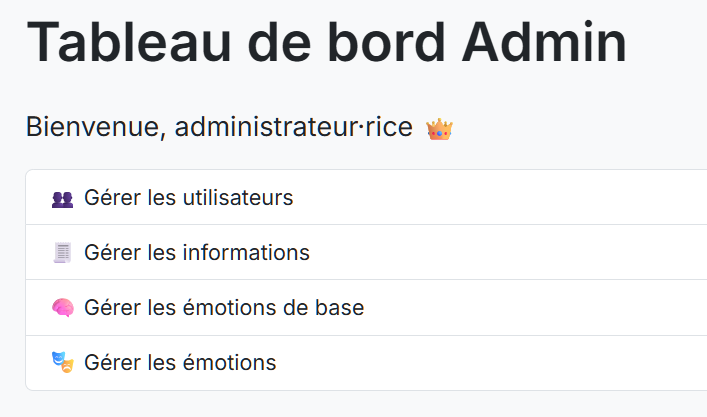 Tableau de bord Admin
Bienvenue, administrateur·rice 👑
👥 Gérer les utilisateurs
📜 Gérer les informations
🧠 Gérer les émotions de base
🎭 Gérer les émotions